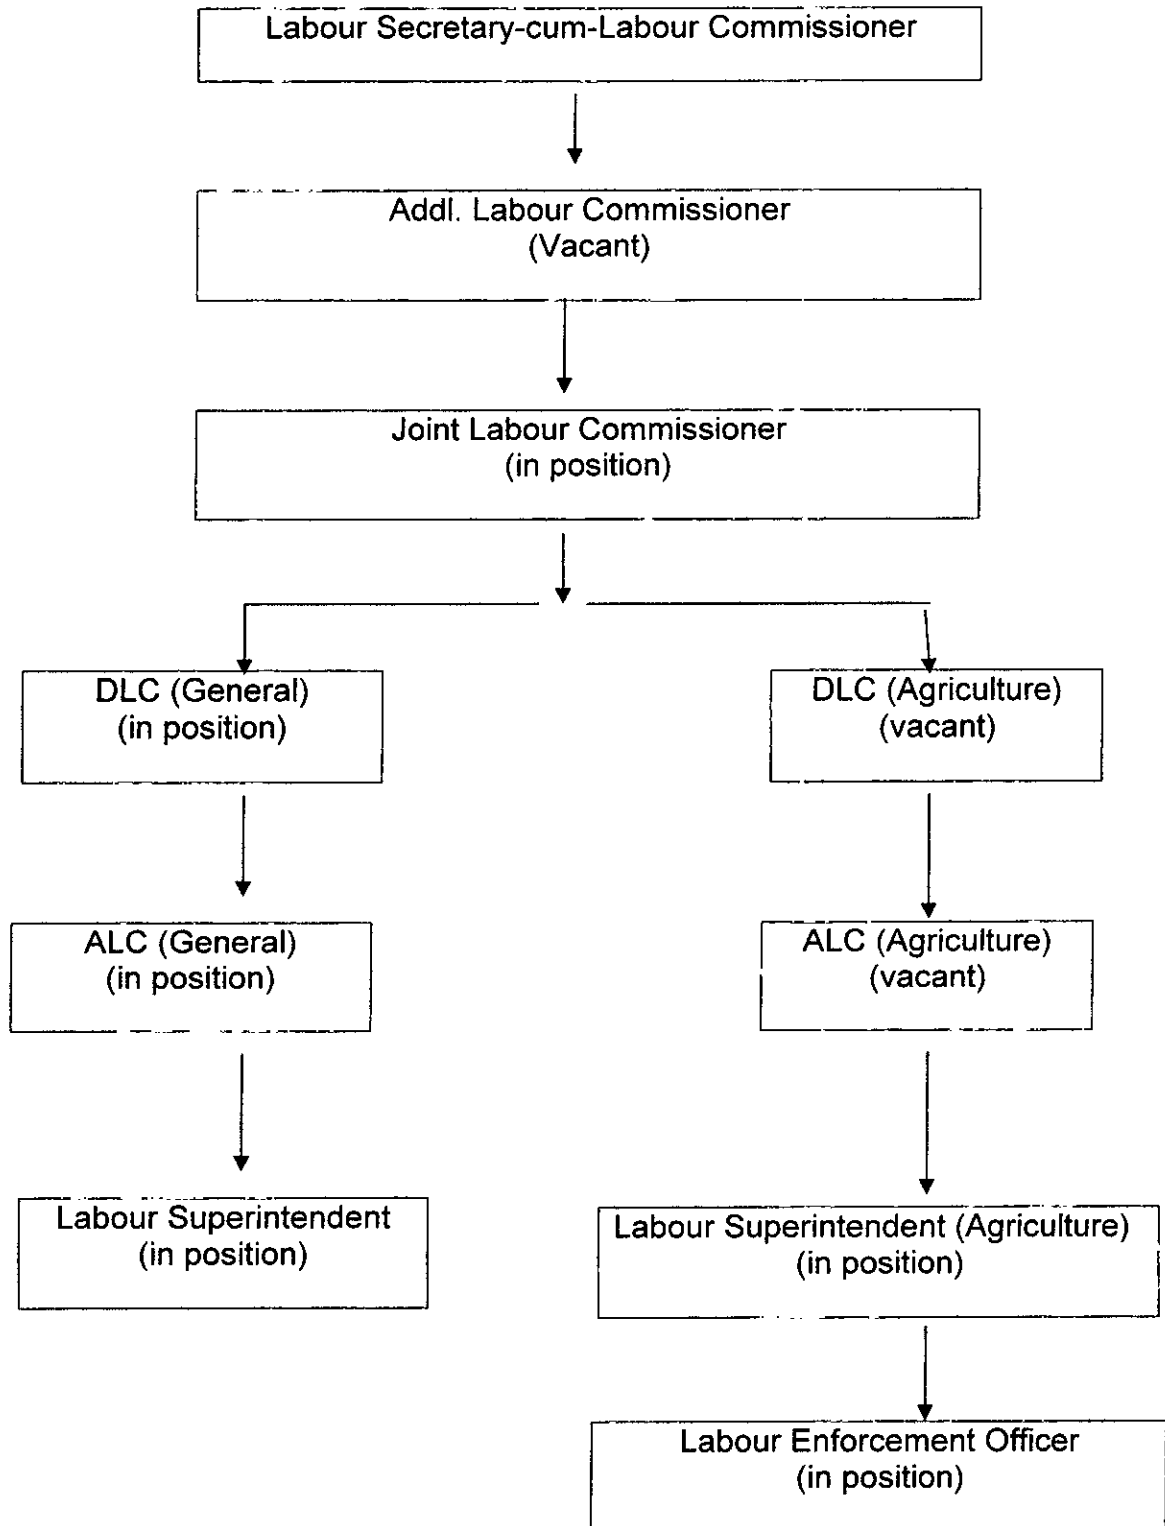 Labour Secretary-cum-Labour Commissioner
Addl. Labour Commissioner
(Vacant)
Joint Labour Commissioner
(in position)
DLC (General)
(in position)
DLC (Agriculture)
(vacant)
ALC (General)
(in position)
ALC (Agriculture)
(vacant)
Labour Superintendent
(in position)
Labour Superintendent (Agriculture)
(in position)
Labour Enforcement Officer
(in position)